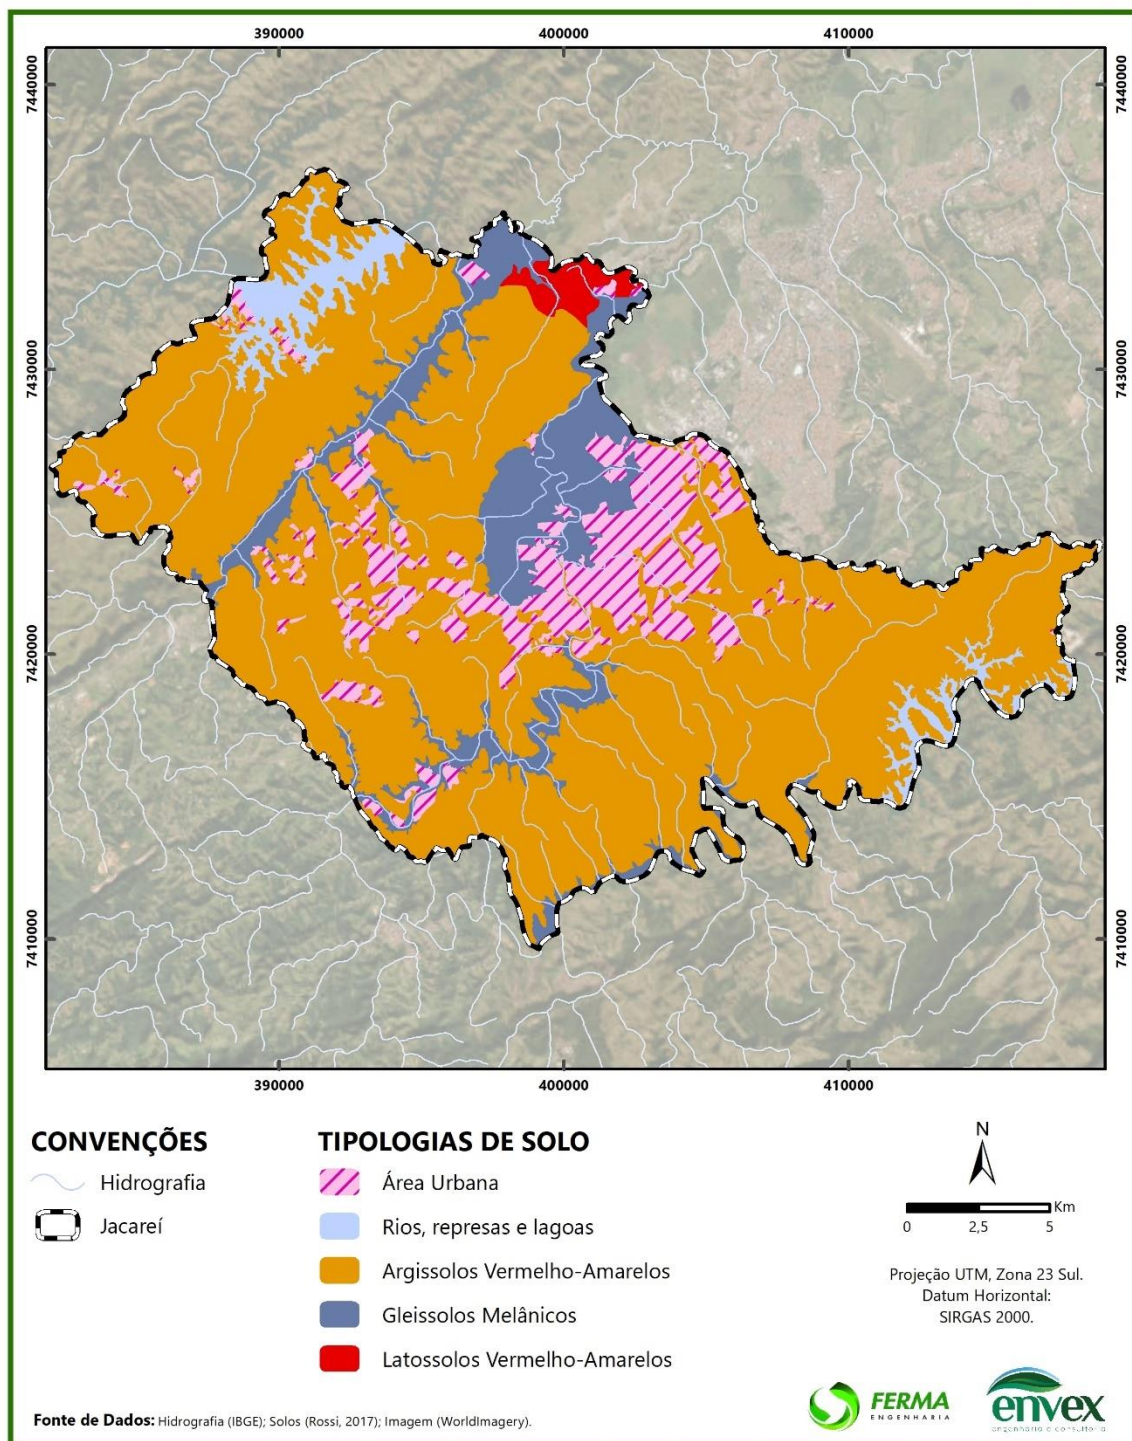 390000
400000
410000
7440000
7440000
7430000
7430000
7420000
7420000
7410000
7410000
390000
400000
410000
CONVENÇÕES
Hidrografia
Jacareí
TIPOLOGIAS DE SOLO
Área Urbana
Rios, represas e lagoas
Argissolos Vermelho-Amarelos
Gleissolos Melânicos
Latossolos Vermelho-Amarelos
N
Km
0 2,5 5
Projeção UTM, Zona 23 Sul.
Datum Horizontal:
SIRGAS 2000.
Fonte de Dados: Hidrografia (IBGE); Solos (Rossi, 2017); Imagem (WorldImagery).
FERMA
ENGENHARIA
envex
engenharia e consultoria